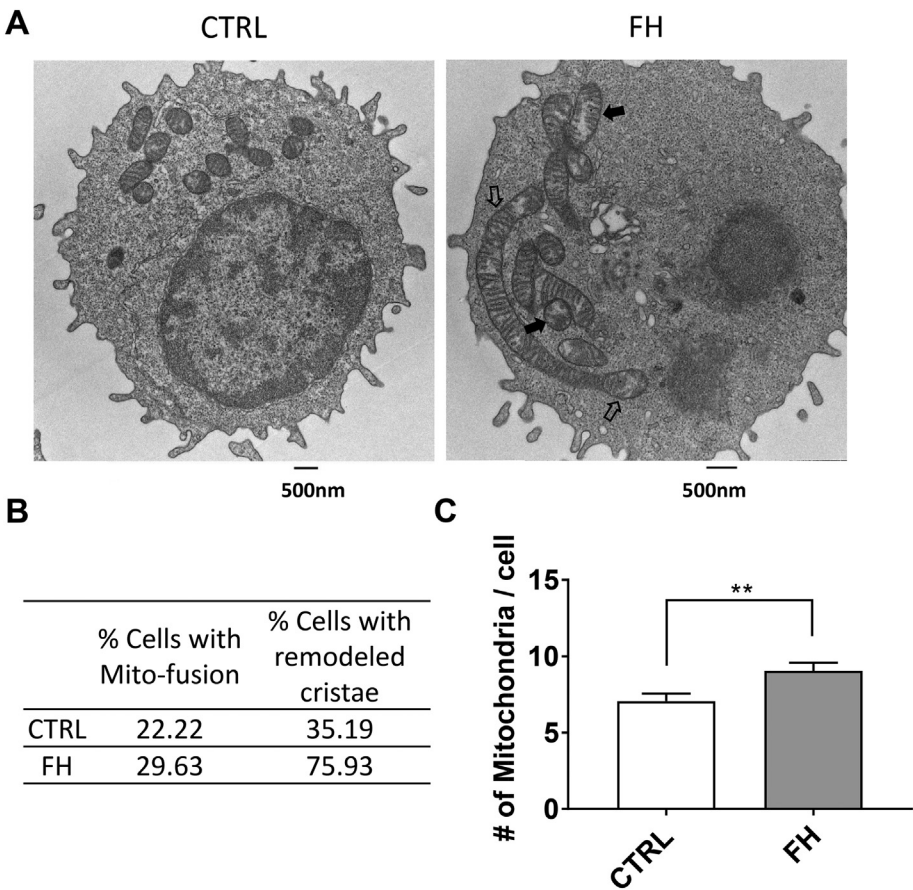 A
CTRL
FH
500nm
500nm
B
% Cells with
Mito-fusion
% Cells with
remodeled
cristae
CTRL
22.22
35.19
FH
29.63
75.93
C
# of Mitochondria / cell
15
10
5
0
**
CTRL
FH